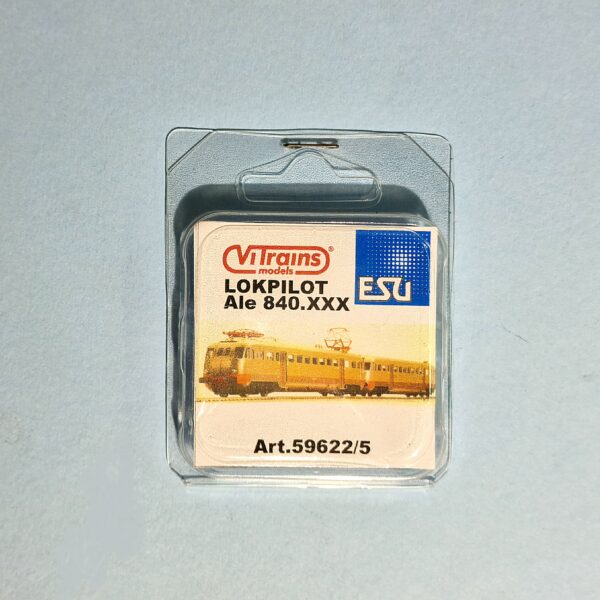 ViTrains®
models
ESU
LOKPILOT
Ale 840.XXX
Art.59622/5